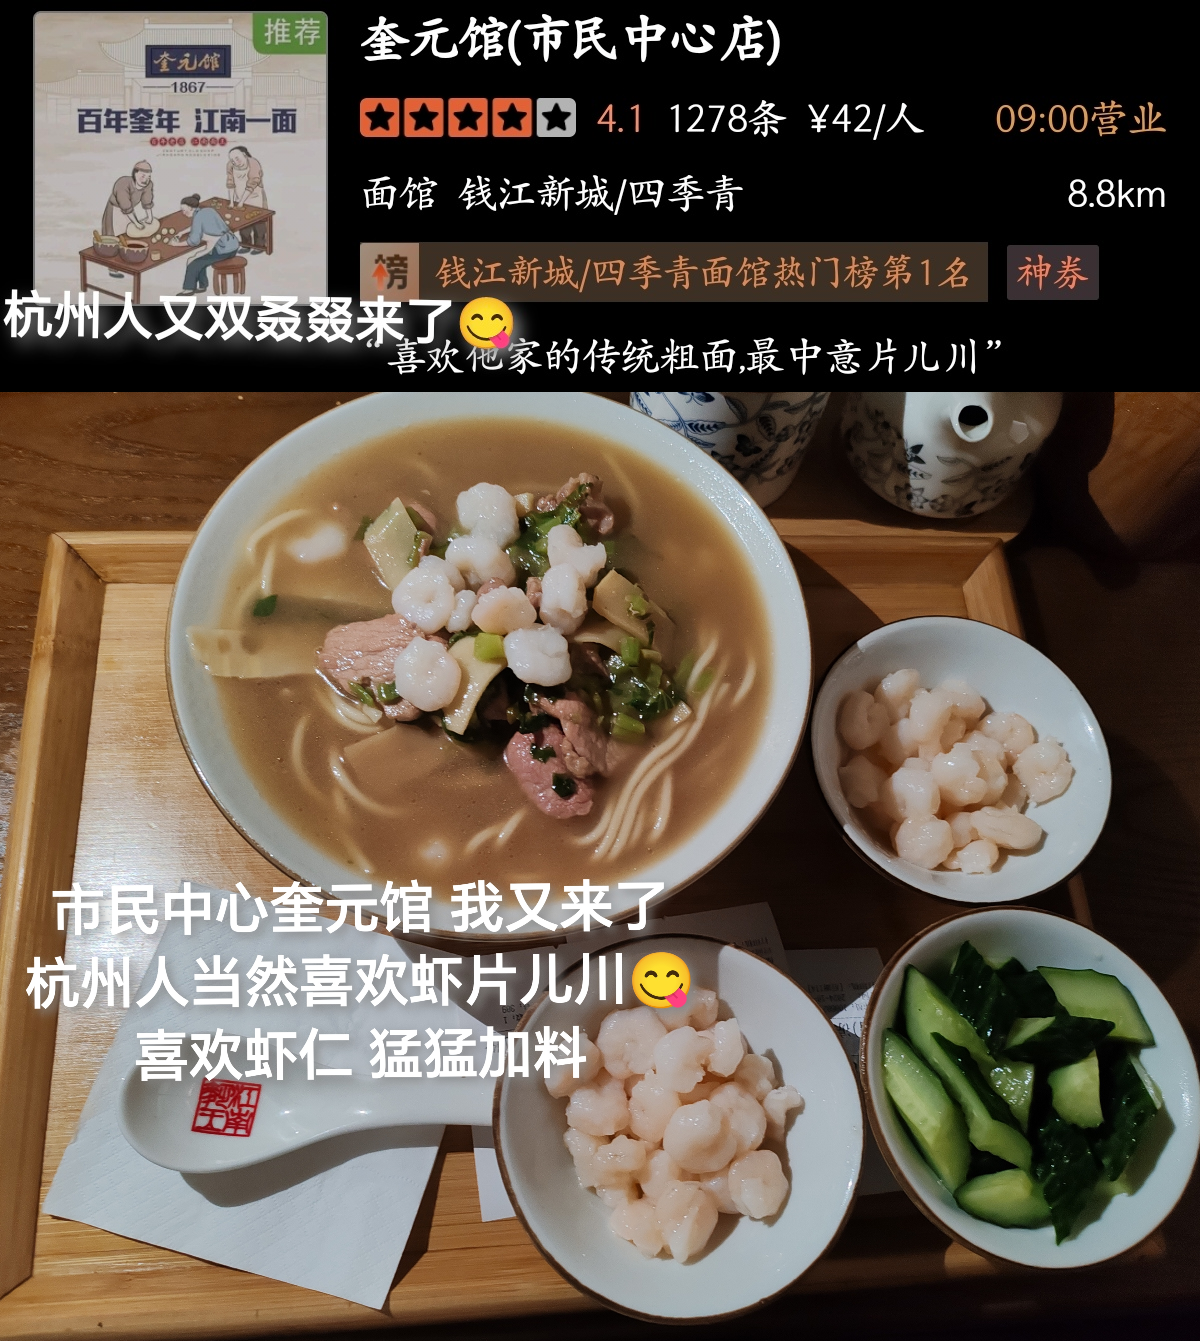 推荐
奎元馆
1867
百年奎年 江南一面
奎元馆(市民中心店)
4.1 1278条 ¥42/人 09:00营业
面馆 钱江新城/四季青 8.8km
榜 钱江新城/四季青面馆热门榜第1名 神券
杭州人又双叒叕来了😋
“喜欢他家的传统粗面,最中意片儿川”
市民中心奎元馆 我又来了
杭州人当然喜欢虾片儿川😋
喜欢虾仁 猛猛加料